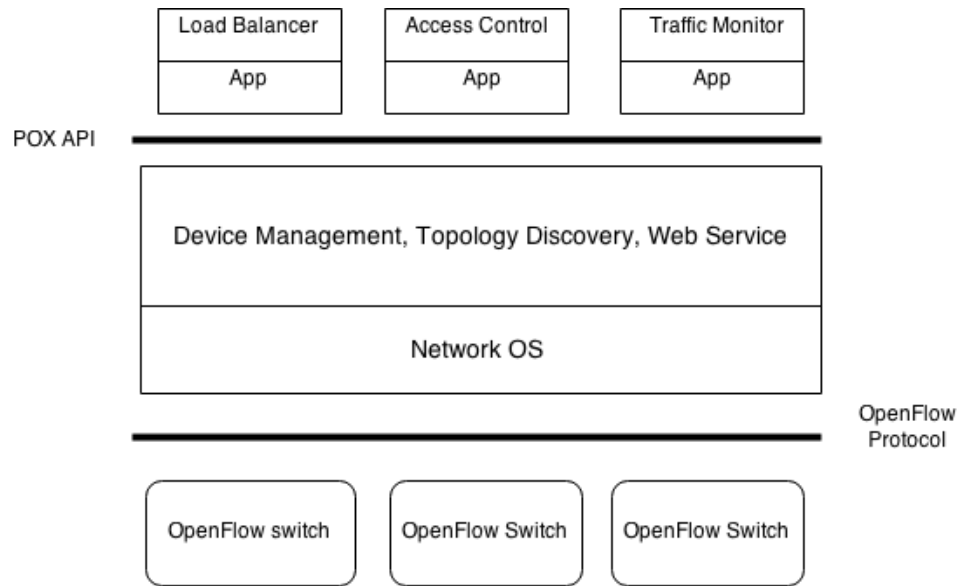 Load Balancer
App
Access Control
App
Traffic Monitor
App
POX API
Device Management, Topology Discovery, Web Service
Network OS
OpenFlow
Protocol
OpenFlow switch
OpenFlow Switch
OpenFlow Switch